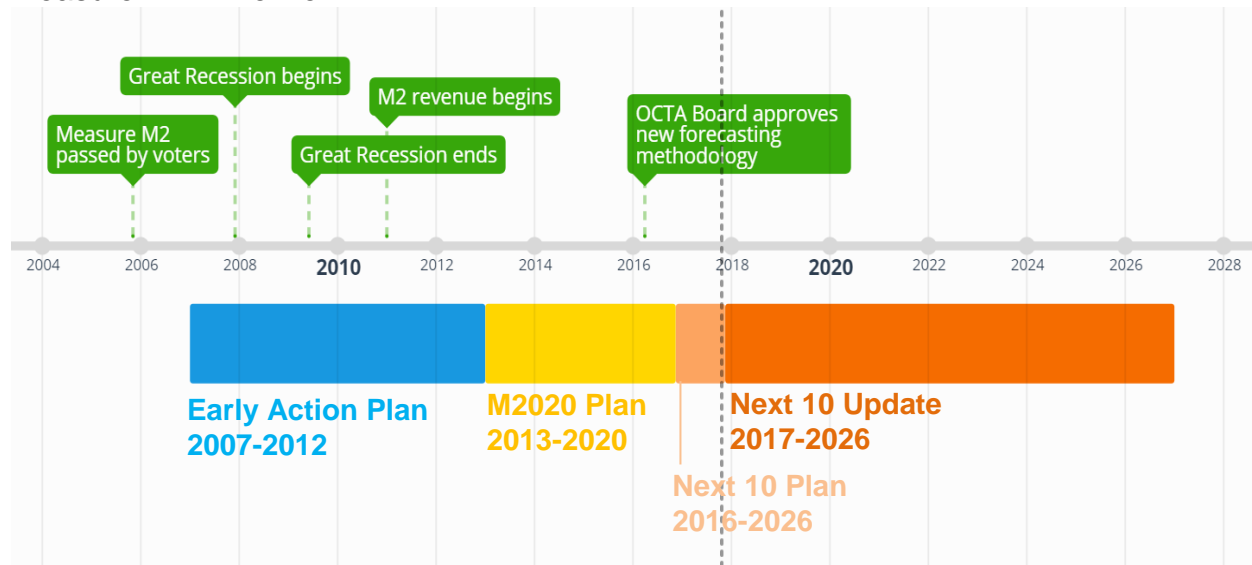 Great Recession begins
M2 revenue begins
OCTA Board approves
new forecasting
methodology
Measure M2
passed by voters
Great Recession ends
2004 2006 2008 2010 2012 2014 2016 2018 2020 2022 2024 2026 2028
Early Action Plan
2007-2012
M2020 Plan
2013-2020
Next 10 Update
2017-2026
Next 10 Plan
2016-2026